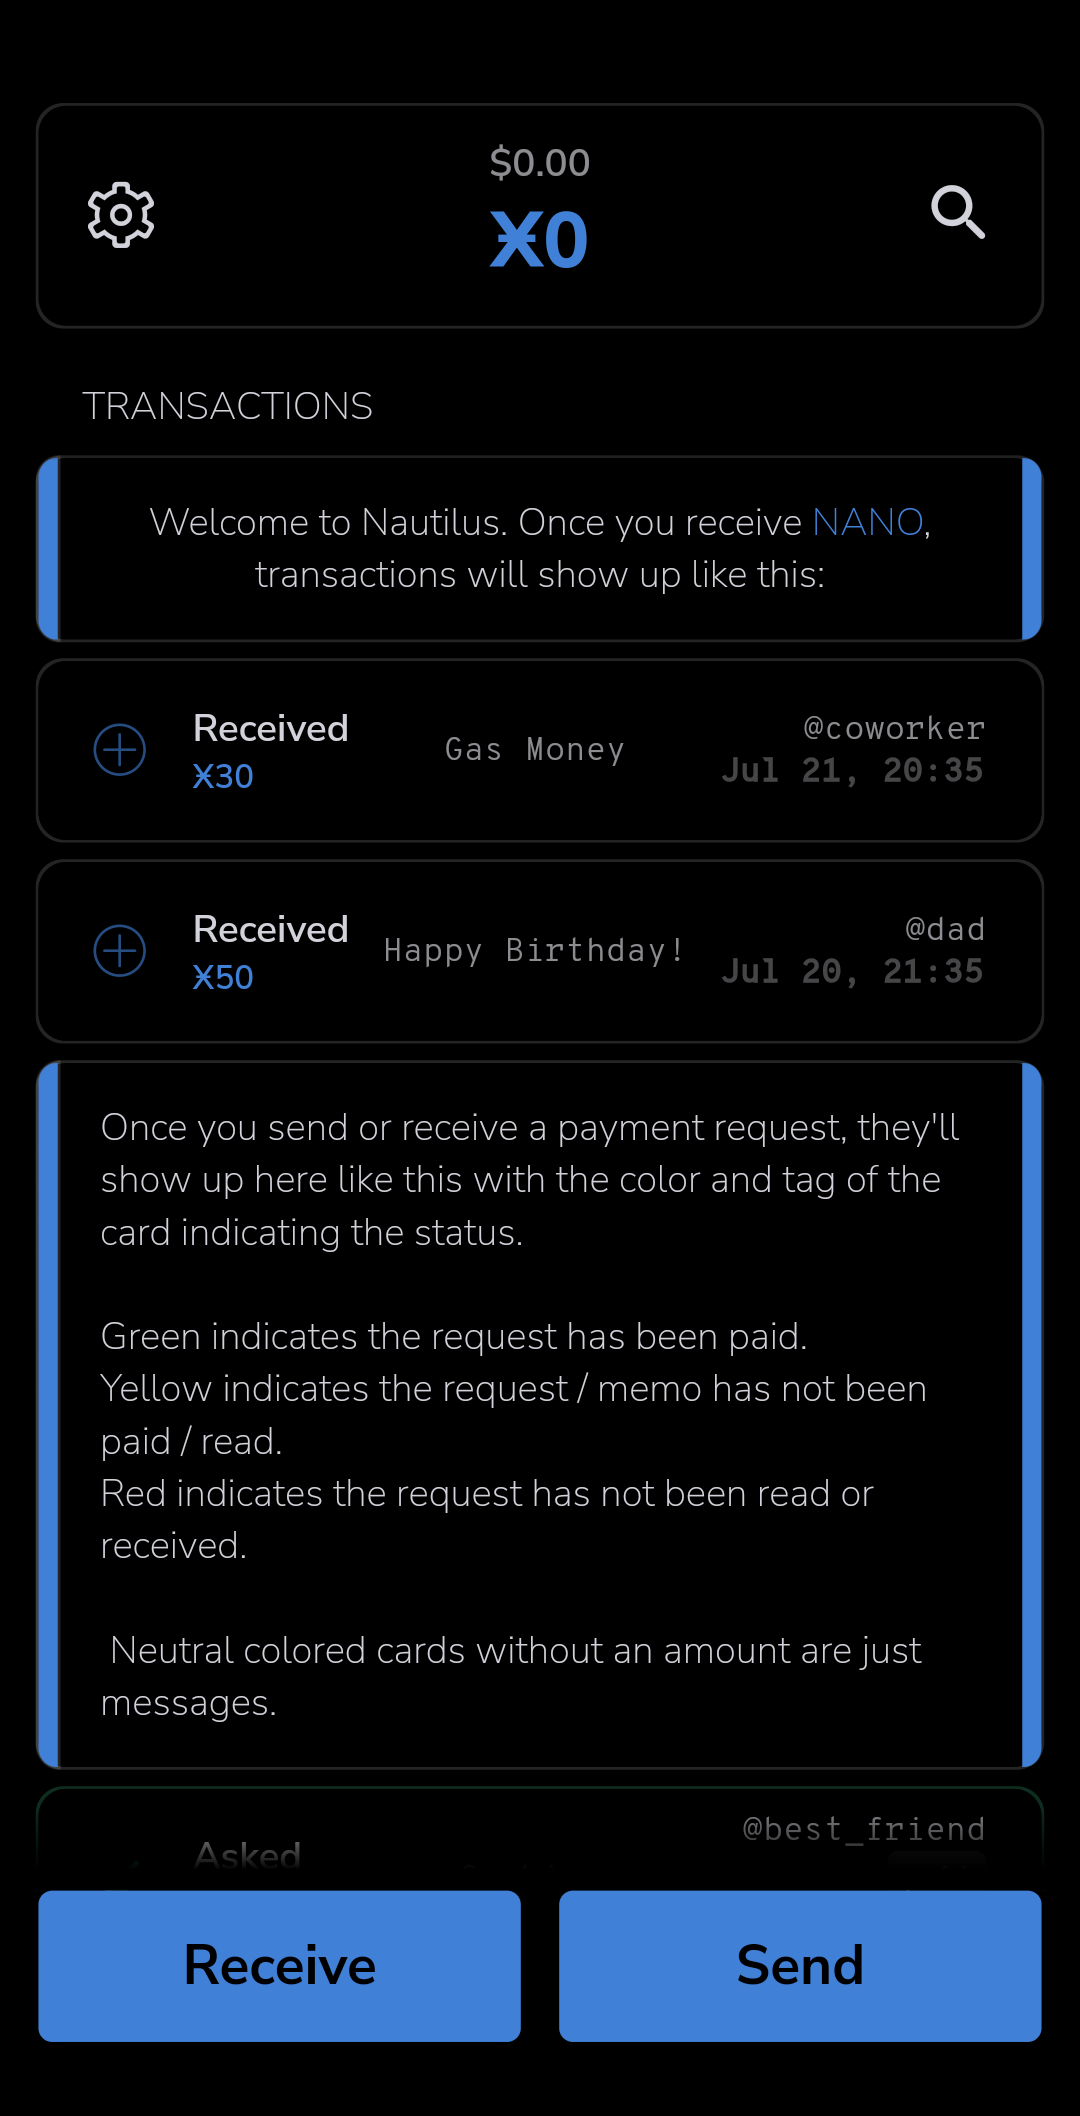 $0.00
Ӿ0
TRANSACTIONS
Welcome to Nautilus. Once you receive NANO,
transactions will show up like this:
Received
Ӿ30
Gas Money
@coworker
Jul 21, 20:35
Received
Ӿ50
Happy Birthday!
@dad
Jul 20, 21:35
Once you send or receive a payment request, they'll
show up here like this with the color and tag of the
card indicating the status.
Green indicates the request has been paid.
Yellow indicates the request / memo has not been
paid / read.
Red indicates the request has not been read or
received.
Neutral colored cards without an amount are just
messages.
@best_friend
Asked
Receive
Send